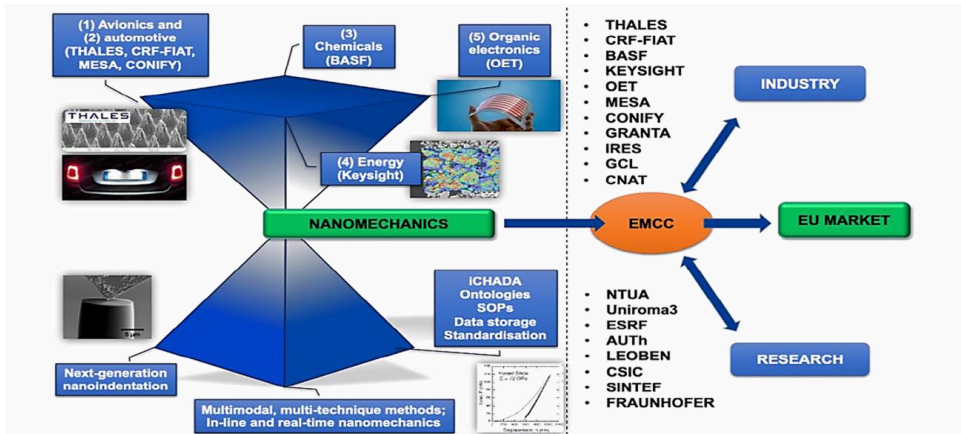 (1) Avionics and
(2) automotive
(THALES, CRF-FIAT,
MESA, CONIFY)
(3)
Chemicals
(BASF)
(5) Organic
electronics
(OET)
THALES
(4) Energy
(Keysight)
NANOMECHANICS
iCHADA
Ontologies
SOPs
Data storage
Standardisation
5 µm
Next-generation
nanoindentation
Multimodal, multi-technique methods;
In-line and real-time nanomechanics
Fused Silica
THALES
CRF-FIAT
BASF
KEYSIGHT
OET
MESA
CONIFY
GRANTA
IRES
GCL
CNAT
INDUSTRY
EMCC
EU MARKET
NTUA
Uniroma3
ESRF
AUTh
LEOBEN
CSIC
SINTEF
FRAUNHOFER
RESEARCH